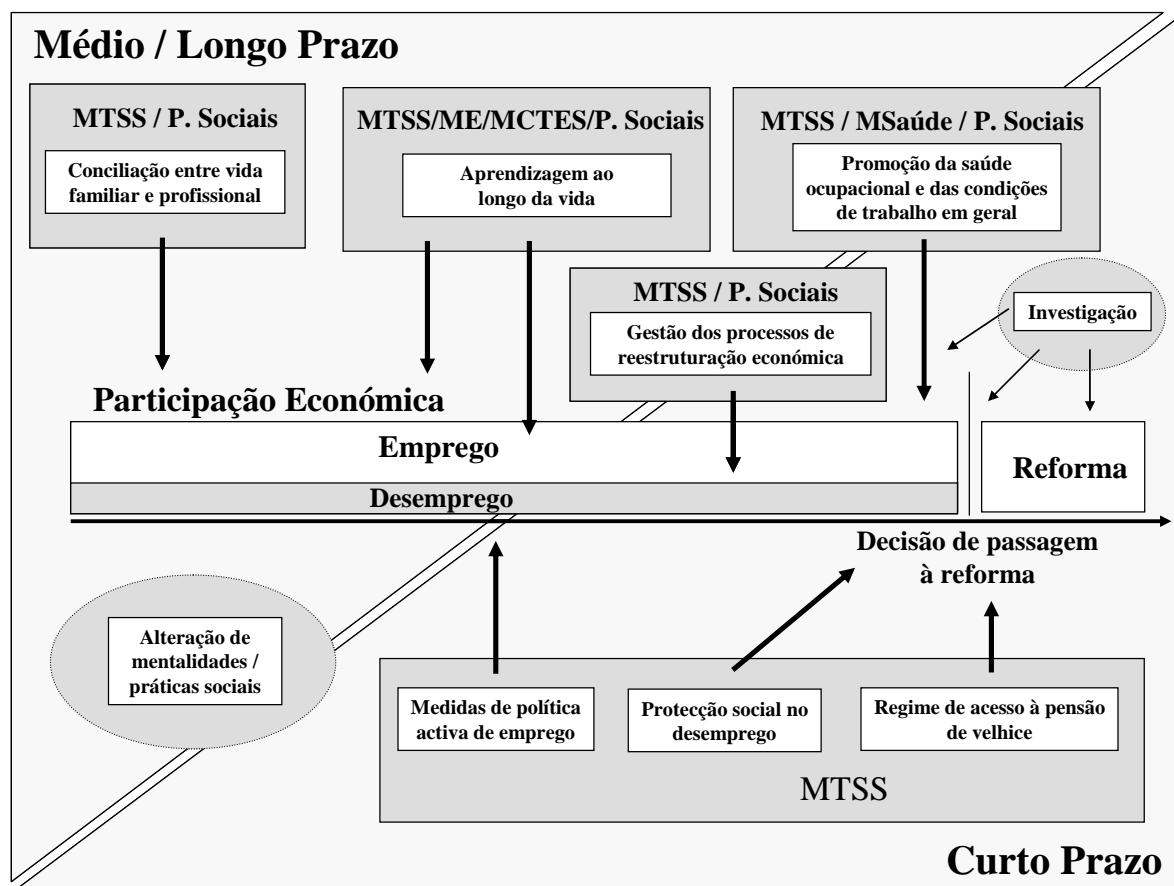 Médio / Longo Prazo
MTSS / P. Sociais
Conciliação entre vida
familiar e profissional
MTSS/ME/MCTES/P. Sociais
Aprendizagem ao
longo da vida
MTSS / MSaúde / P. Sociais
Promoção da saúde
ocupacional e das condições
de trabalho em geral
MTSS / P. Sociais
Gestão dos processos de
reestruturação económica
Investigação
Participação Económica
Emprego
Desemprego
Reforma
Decisão de passagem
à reforma
Alteração de
mentalidades /
práticas sociais
Medidas de política
activa de emprego
Protecção social no
desemprego
Regime de acesso à pensão
de velhice
MTSS
Curto Prazo